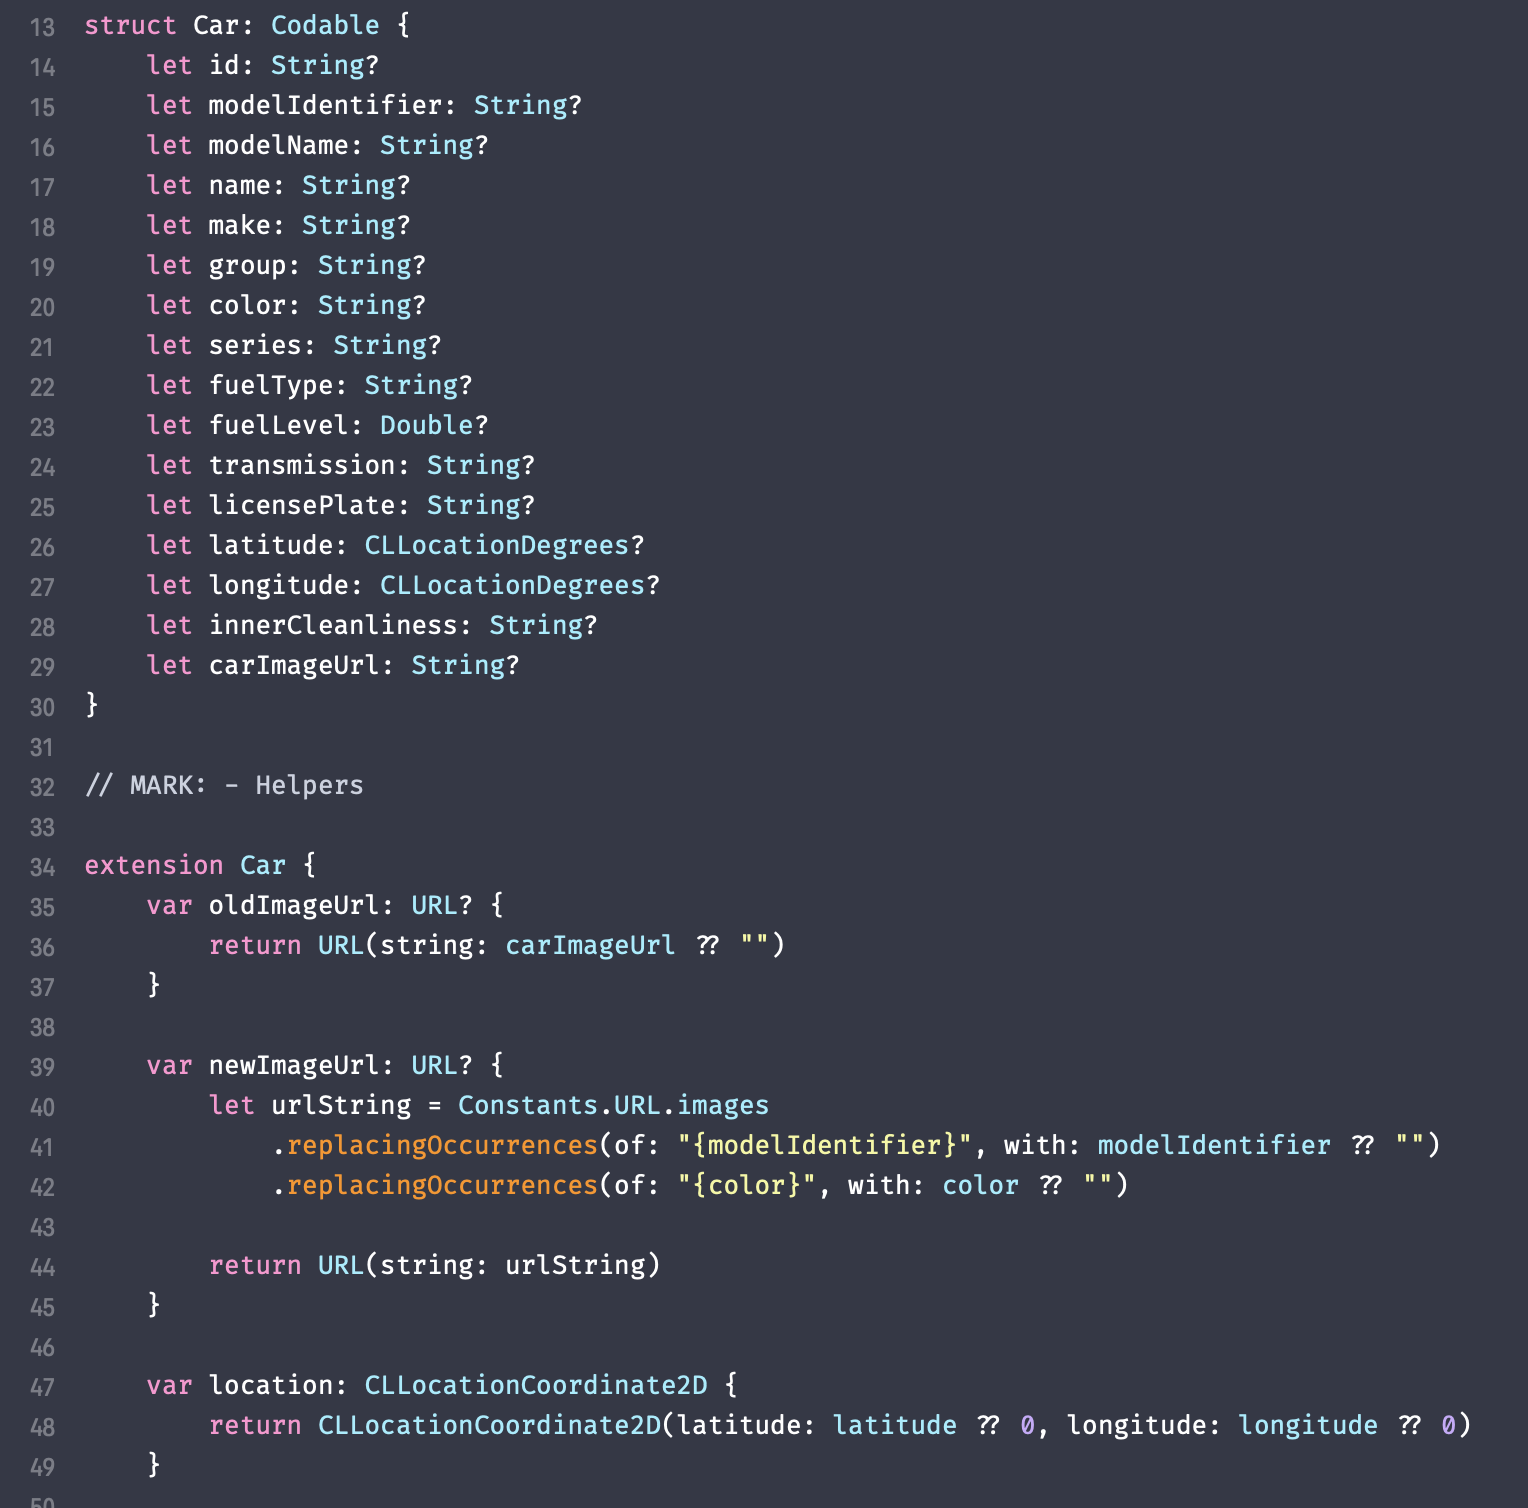 13 struct Car: Codable {
14     let id: String?
15     let modelIdentifier: String?
16     let modelName: String?
17     let name: String?
18     let make: String?
19     let group: String?
20     let color: String?
21     let series: String?
22     let fuelType: String?
23     let fuelLevel: Double?
24     let transmission: String?
25     let licensePlate: String?
26     let latitude: CLLocationDegrees?
27     let longitude: CLLocationDegrees?
28     let innerCleanliness: String?
29     let carImageUrl: String?
30 }
31
32 // MARK: - Helpers
33
34 extension Car {
35     var oldImageUrl: URL? {
36         return URL(string: carImageUrl ?? "")
37     }
38
39     var newImageUrl: URL? {
40         let urlString = Constants.URL.images
41             .replacingOccurrences(of: "{modelIdentifier}", with: modelIdentifier ?? "")
42             .replacingOccurrences(of: "{color}", with: color ?? "")
43
44         return URL(string: urlString)
45     }
46
47     var location: CLLocationCoordinate2D {
48         return CLLocationCoordinate2D(latitude: latitude ?? 0, longitude: longitude ?? 0)
49     }
50